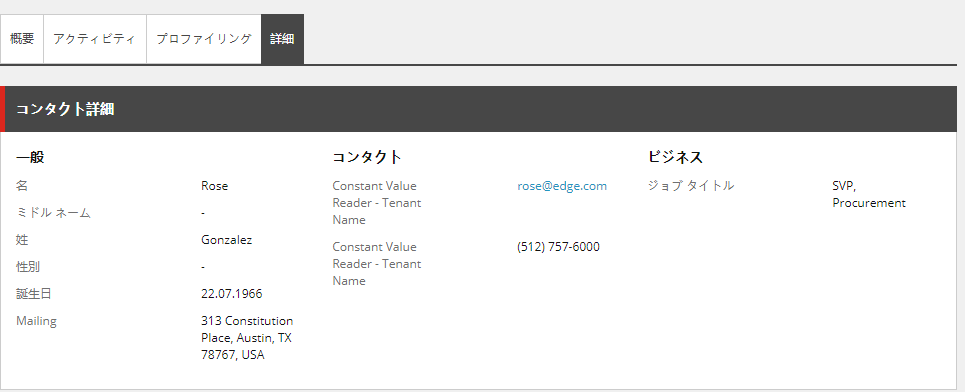 概要 アクティビティ プロファイリング 詳細
コンタクト詳細
一般
名 Rose
ミドル ネーム -
姓 Gonzalez
性別 -
誕生日 22.07.1966
Mailing 313 Constitution
Place, Austin, TX
78767, USA
コンタクト
Constant Value rose@edge.com
Reader - Tenant
Name
Constant Value (512) 757-6000
Reader - Tenant
Name
ビジネス
ジョブ タイトル SVP,
Procurement